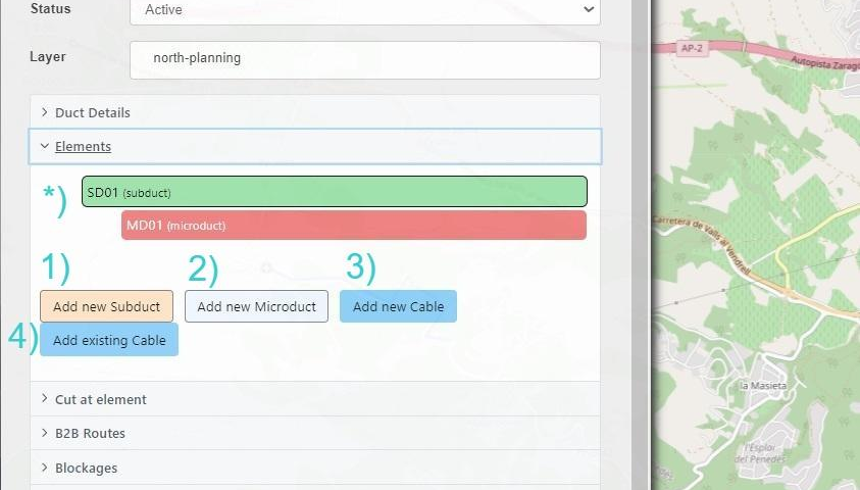 Status
Active
Layer
north-planning
Duct Details
Elements
*)
SD01 (subduct)
MD01 (microduct)
1)
2)
3)
Add new Subduct
Add new Microduct
Add new Cable
4)
Add existing Cable
Cut at element
B2B Routes
Blockages
AP-2
Autopista Zarag
Carretera de Valls al Vendrell
la Masieta
l'Esplai
del Penedès